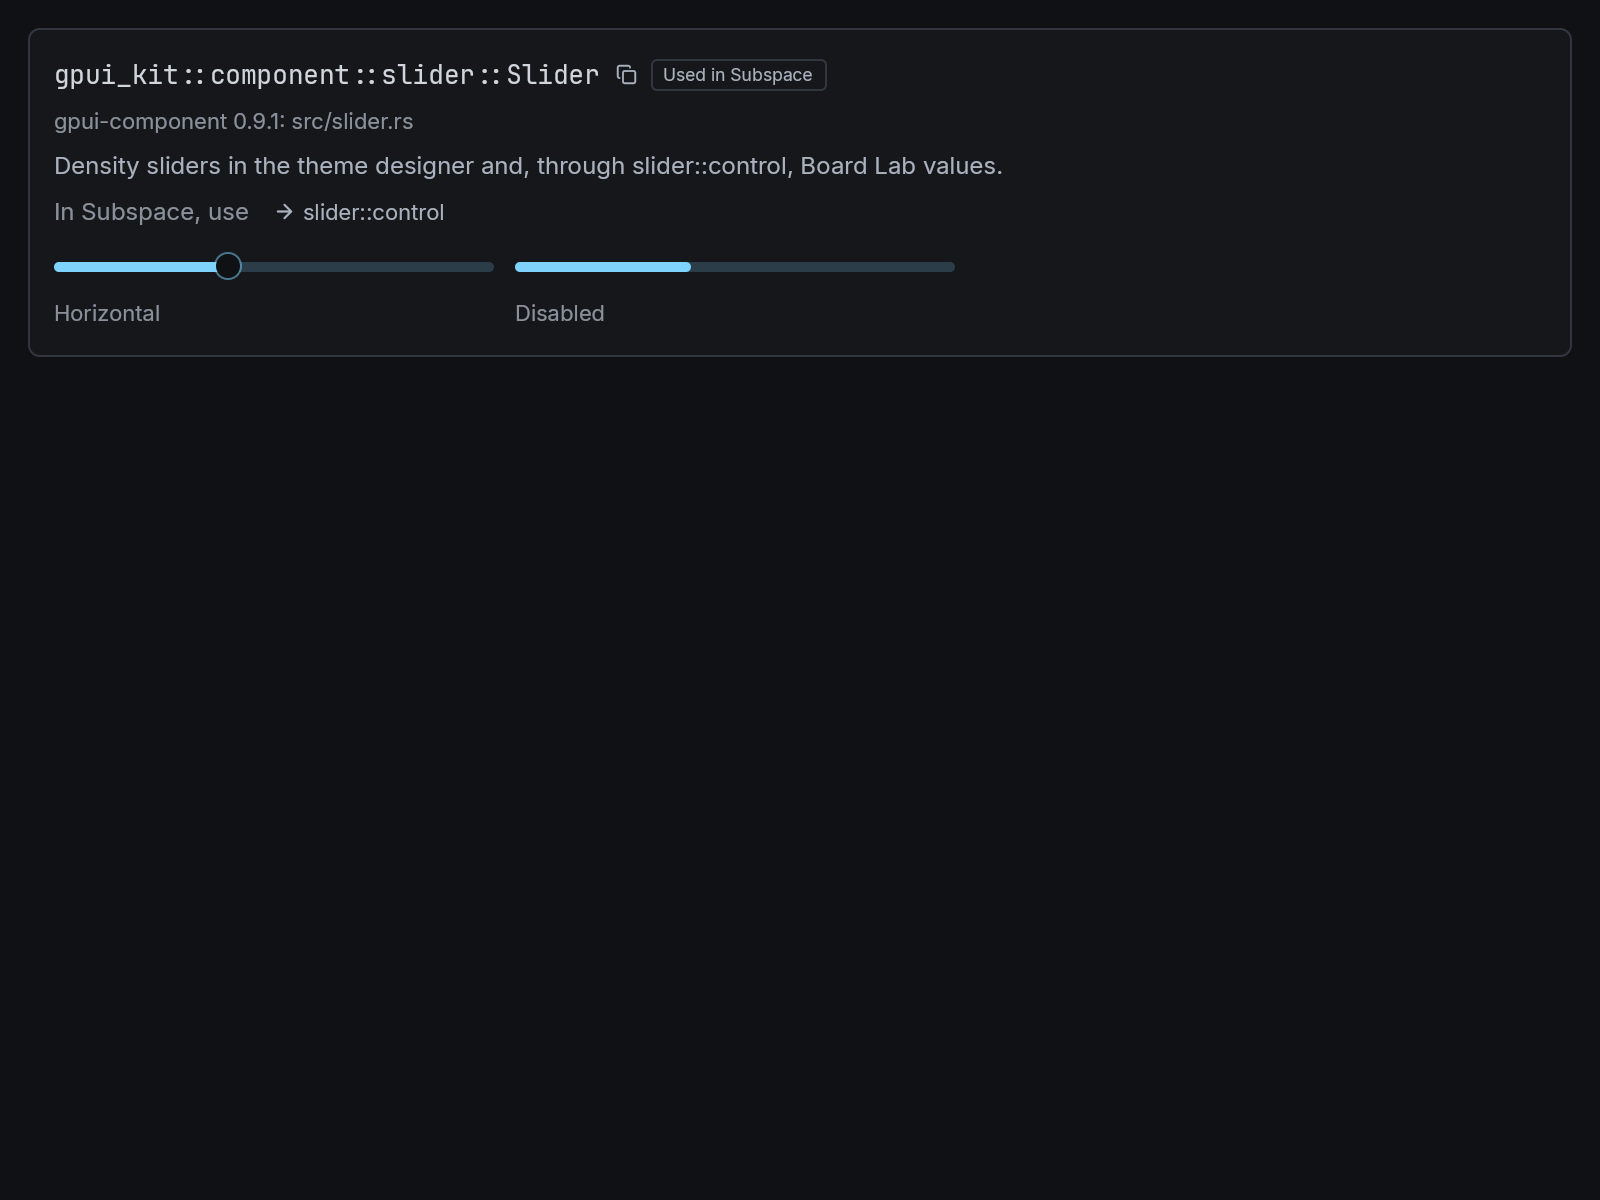 gpui_kit::component::slider::Slider Used in Subspace
gpui-component 0.9.1: src/slider.rs
Density sliders in the theme designer and, through slider::control, Board Lab values.
In Subspace, use → slider::control
Horizontal Disabled